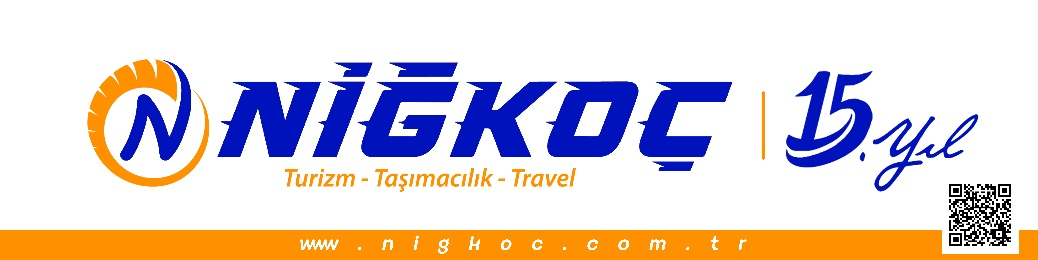 N NİĞKOÇ
15. Yıl
Turizm - Taşımacılık - Travel
www.nigkoc.com.tr